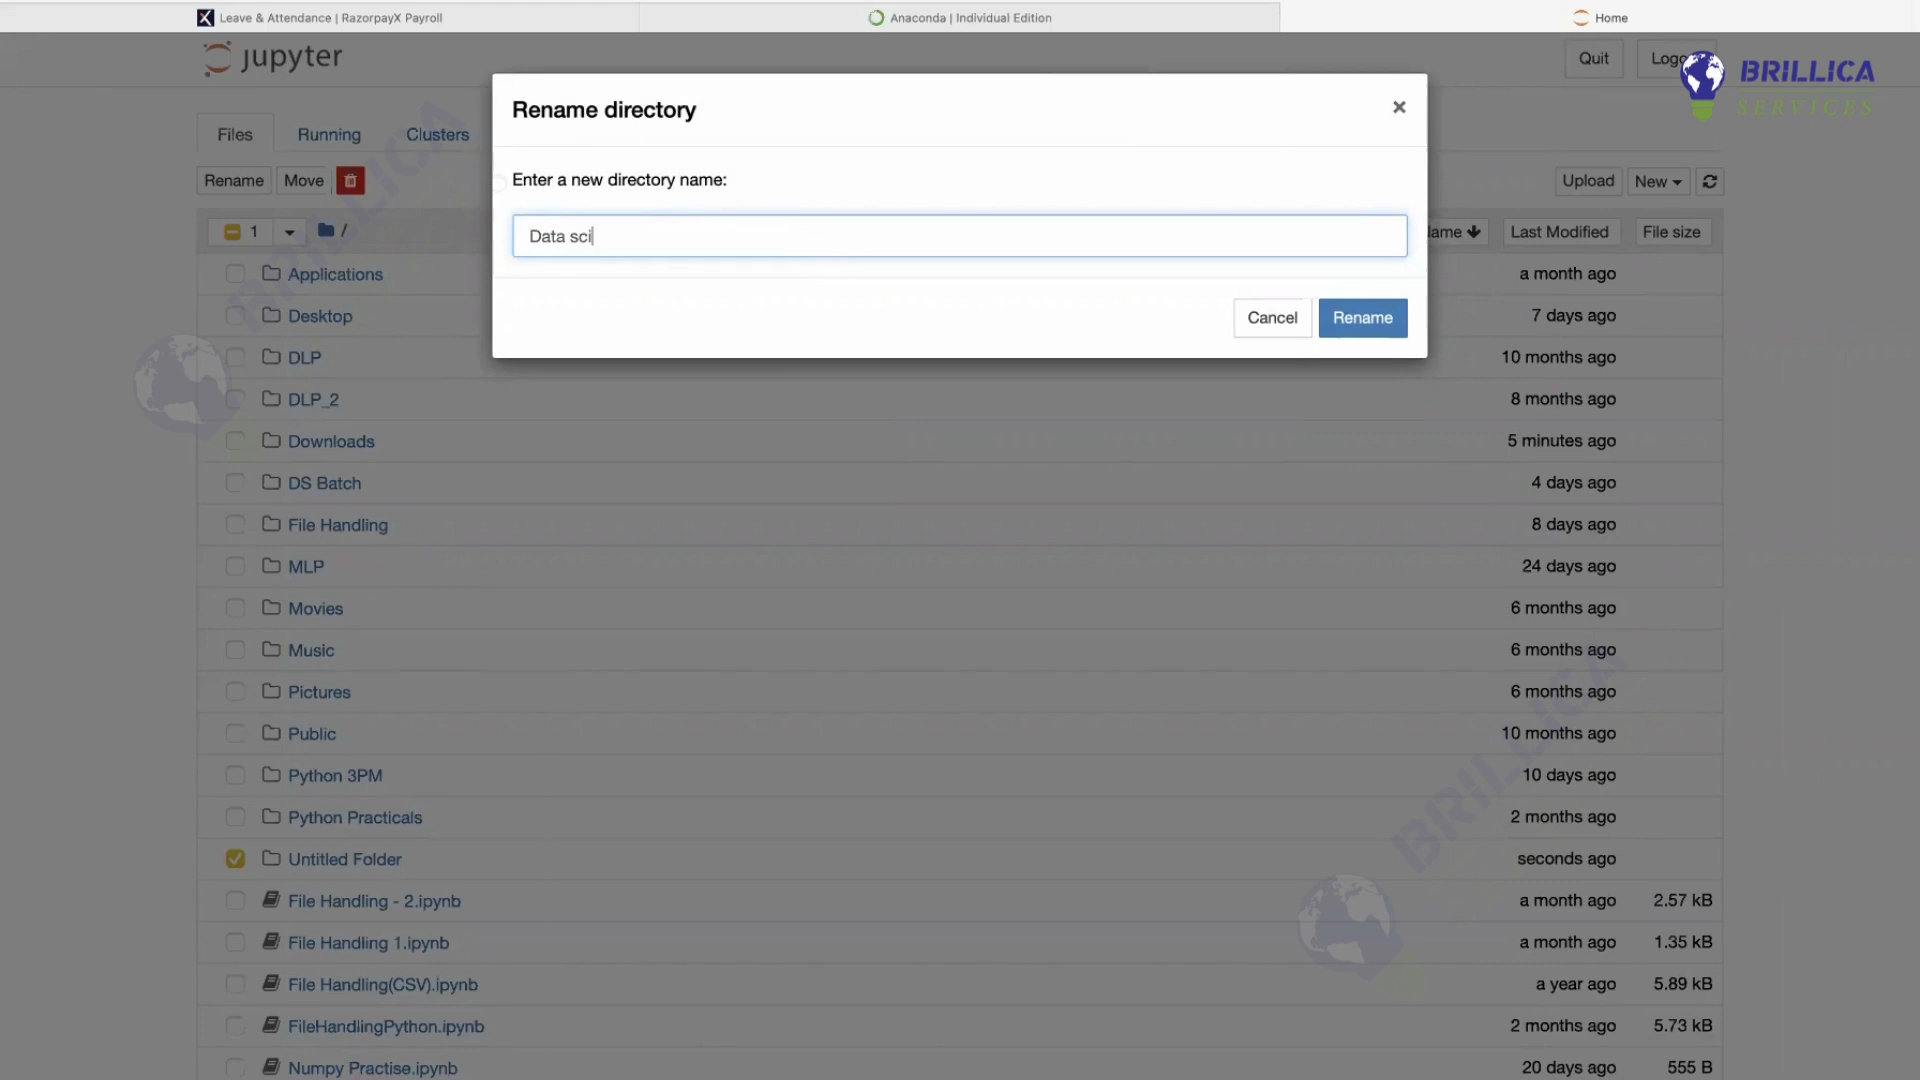 Leave & Attendance | RazorpayX Payroll
Anaconda | Individual Edition
Home
jupyter
Quit
BRILLICA
SERVICES
Rename directory
×
Files Running Clusters
Enter a new directory name:
Rename Move
Upload New
Data sci
1 /
Last Modified File size
Cancel Rename
Applications a month ago
Desktop 7 days ago
DLP 10 months ago
DLP_2 8 months ago
Downloads 5 minutes ago
DS Batch 4 days ago
File Handling 8 days ago
MLP 24 days ago
Movies 6 months ago
Music 6 months ago
Pictures 6 months ago
Public 10 months ago
Python 3PM 10 days ago
Python Practicals 2 months ago
Untitled Folder seconds ago
File Handling - 2.ipynb a month ago 2.57 kB
File Handling 1.ipynb a month ago 1.35 kB
File Handling(CSV).ipynb a year ago 5.89 kB
FileHandlingPython.ipynb 2 months ago 5.73 kB
Numpy Practise.ipynb 20 days ago 555 B
BRILLICA
BRILLICA